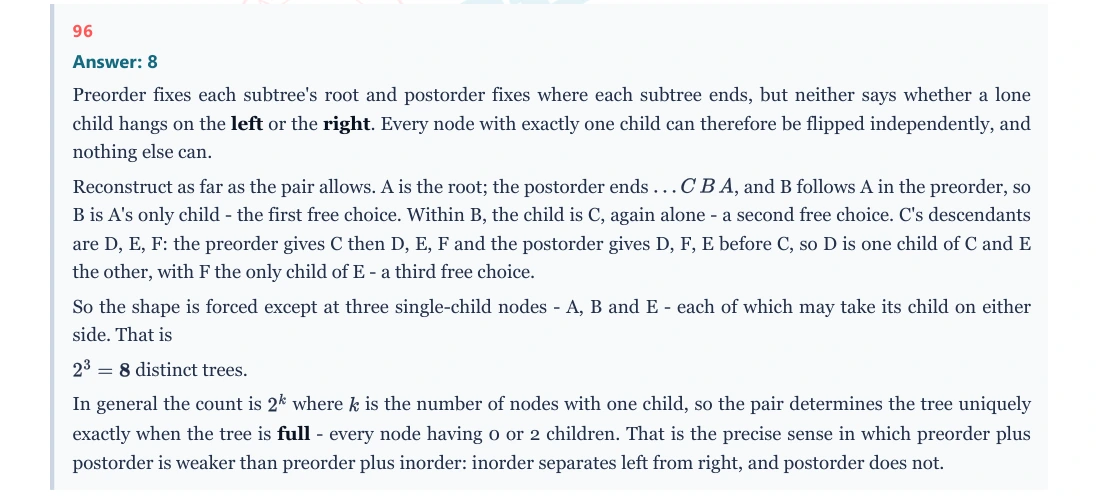 96
Answer: 8
Preorder fixes each subtree's root and postorder fixes where each subtree ends, but neither says whether a lone
child hangs on the left or the right. Every node with exactly one child can therefore be flipped independently, and
nothing else can.
Reconstruct as far as the pair allows. A is the root; the postorder ends … C B A, and B follows A in the preorder, so
B is A's only child - the first free choice. Within B, the child is C, again alone - a second free choice. C's descendants
are D, E, F: the preorder gives C then D, E, F and the postorder gives D, F, E before C, so D is one child of C and E
the other, with F the only child of E - a third free choice.
So the shape is forced except at three single-child nodes - A, B and E - each of which may take its child on either
side. That is
2³ = 8 distinct trees.
In general the count is 2ᵏ where k is the number of nodes with one child, so the pair determines the tree uniquely
exactly when the tree is full - every node having 0 or 2 children. That is the precise sense in which preorder plus
postorder is weaker than preorder plus inorder: inorder separates left from right, and postorder does not.